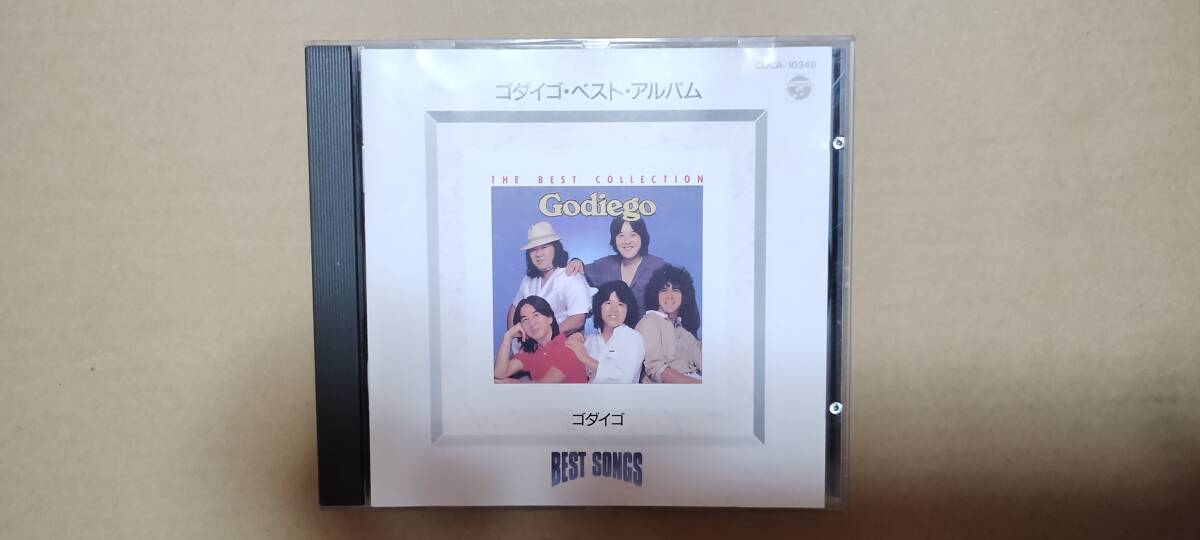 COCA-10349
ゴダイゴ・ベスト・アルバム
THE BEST COLLECTION
Godiego
ゴダイゴ
BEST SONGS